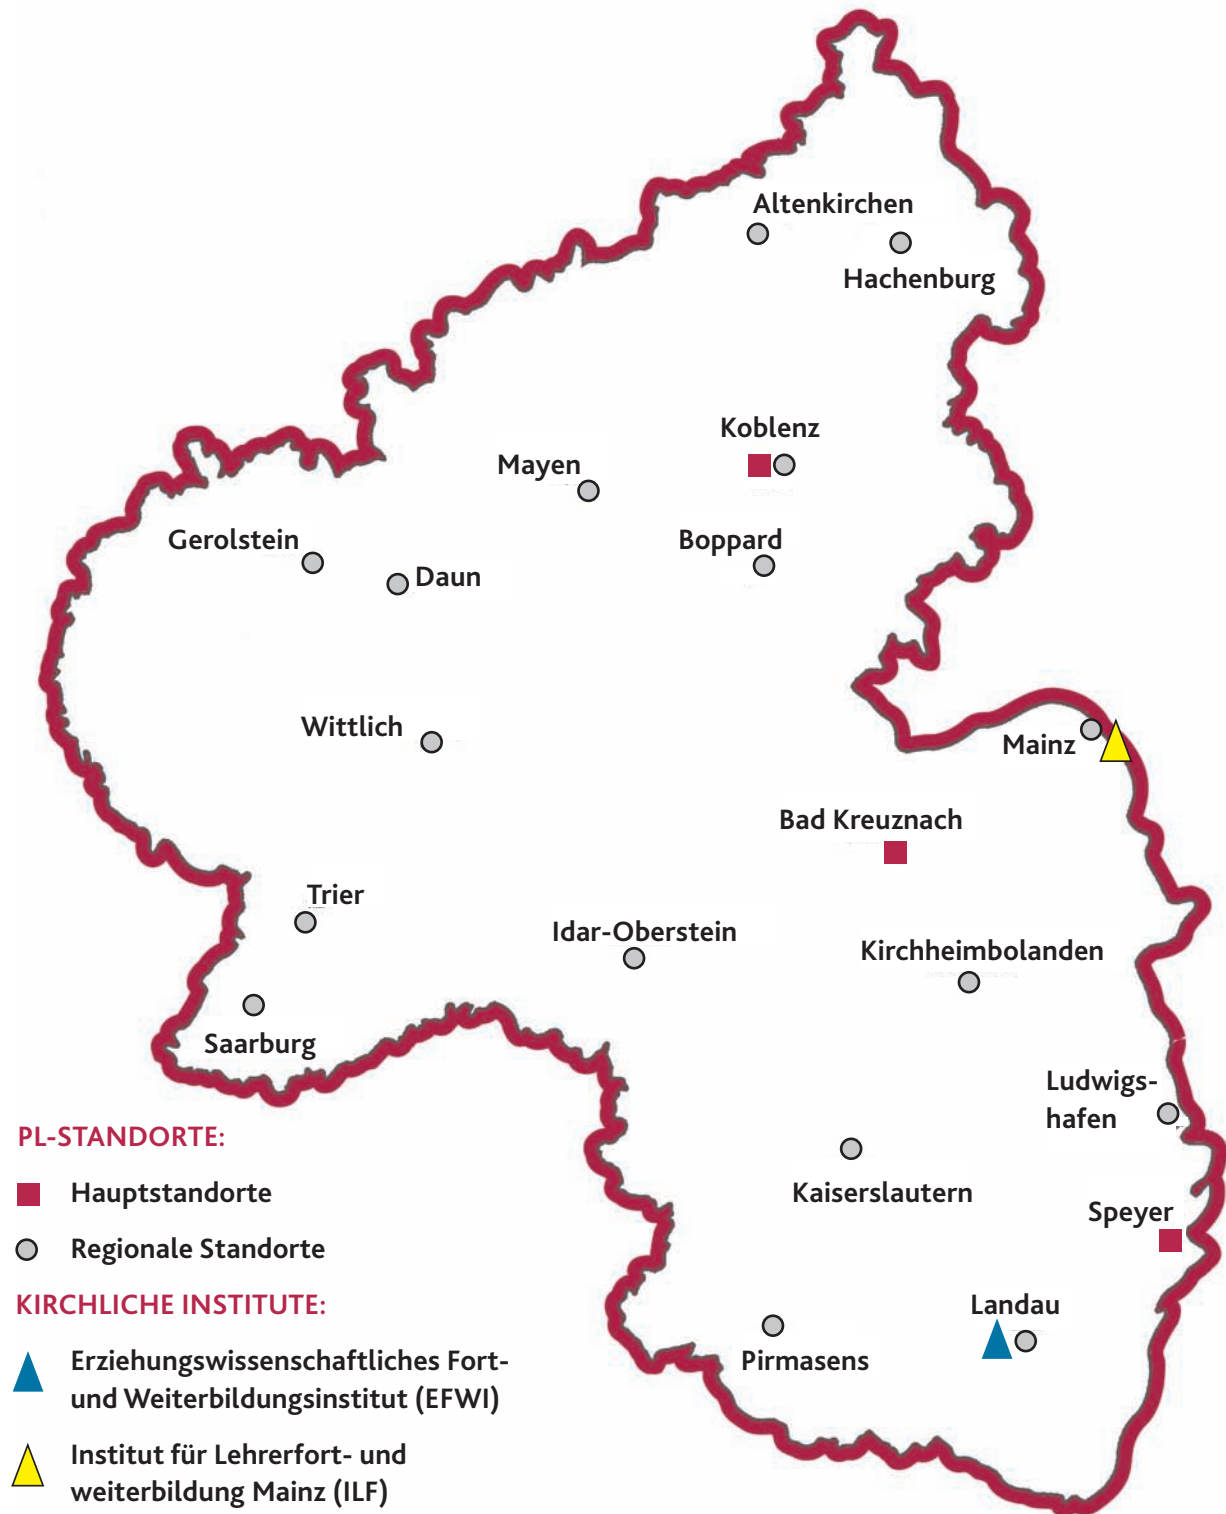 Altenkirchen
Hachenburg
Koblenz
Mayen
Gerolstein
Boppard
Daun
Wittlich
Mainz
Bad Kreuznach
Trier
Idar-Oberstein
Kirchheimbolanden
Saarburg
Ludwigs-
hafen
Kaiserslautern
Speyer
Landau
Pirmasens
PL-STANDORTE:
Hauptstandorte
Regionale Standorte
KIRCHLICHE INSTITUTE:
Erziehungswissenschaftliches Fort-
und Weiterbildungsinstitut (EFWI)
Institut für Lehrerfort- und
weiterbildung Mainz (ILF)